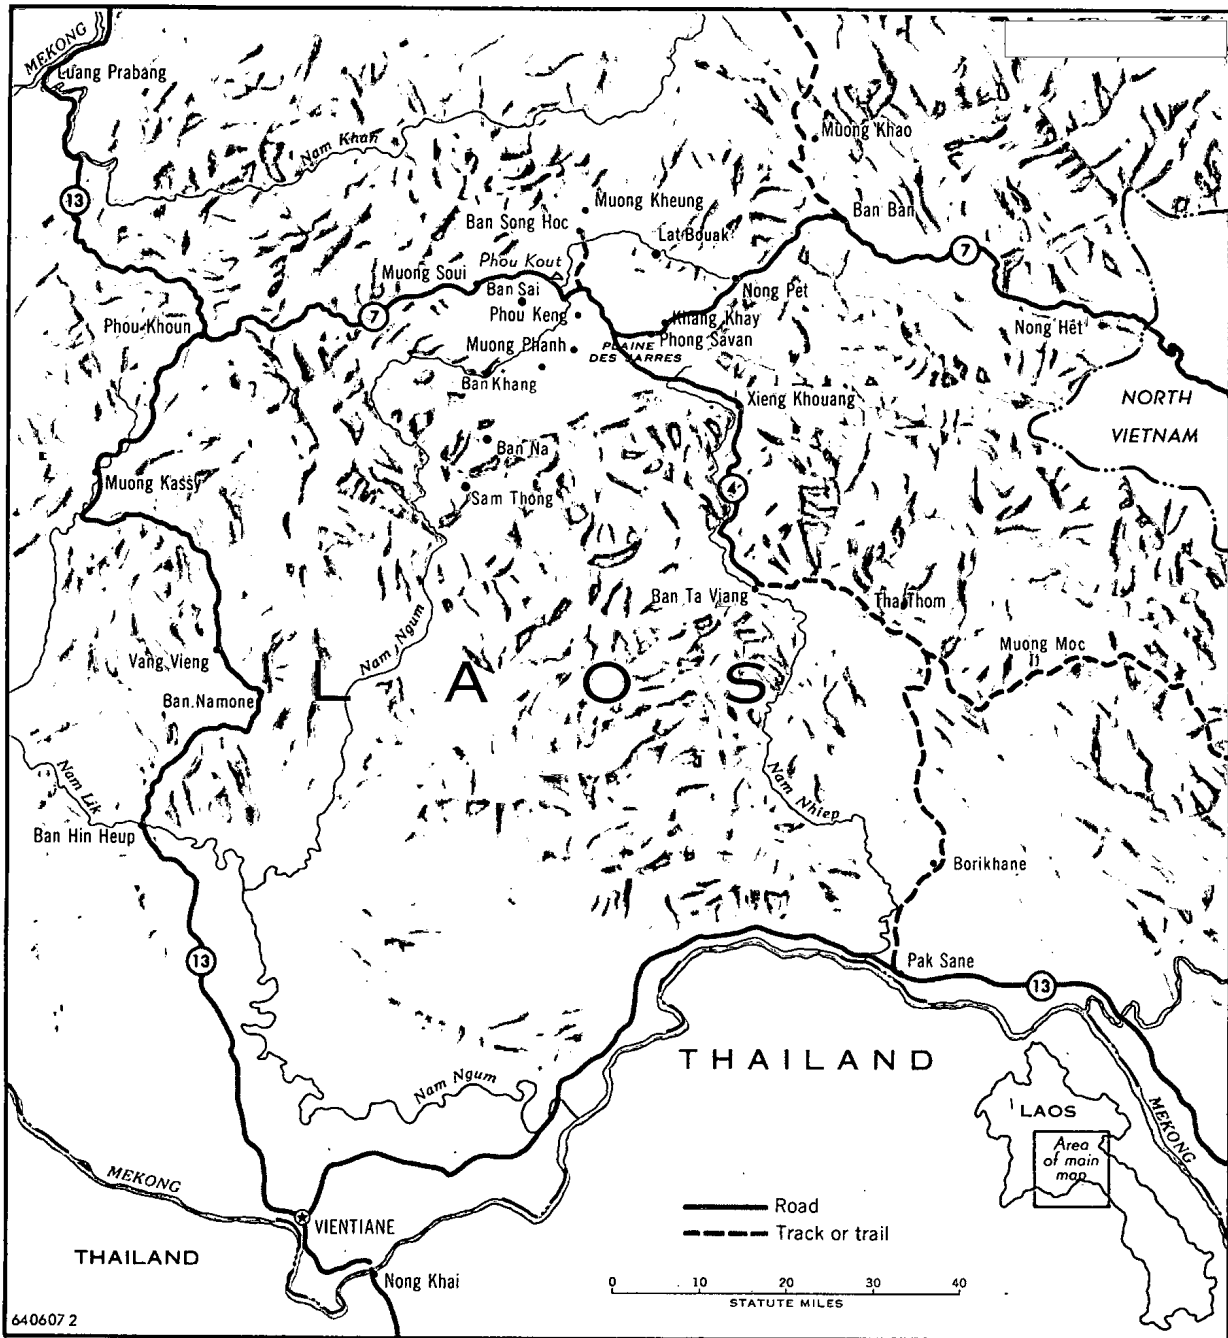 MEKONG
Luang Prabang
Nam Khan
Muong Khao
13
Muong Kheung
Ban Ban
Ban Song Hoc
Lat Bouak
7
Phou Kout
Muong Soui
Ban Sai
Nong Pet
7
Phou Keng
Khang Khay
Phou Khoun
Nong Hét
Muong Phanh
PLAINE
DES JARRES
Phong Savan
Ban Khang
Xieng Khouang
NORTH
VIETNAM
Ban Na
Muong Kassy
Sam Thong
4
Ban Ta Viang
Tha Thom
Nam Ngum
Muong Moc
Vang Vieng
LAOS
Ban Namone
Nam Lik
Nam Nhiep
Ban Hin Heup
Borikhane
13
Pak Sane
13
THAILAND
Nam Ngum
LAOS
MEKONG
Area
of main
map
MEKONG
Road
VIENTIANE
Track or trail
THAILAND
Nong Khai
0 10 20 30 40
STATUTE MILES
640607 2